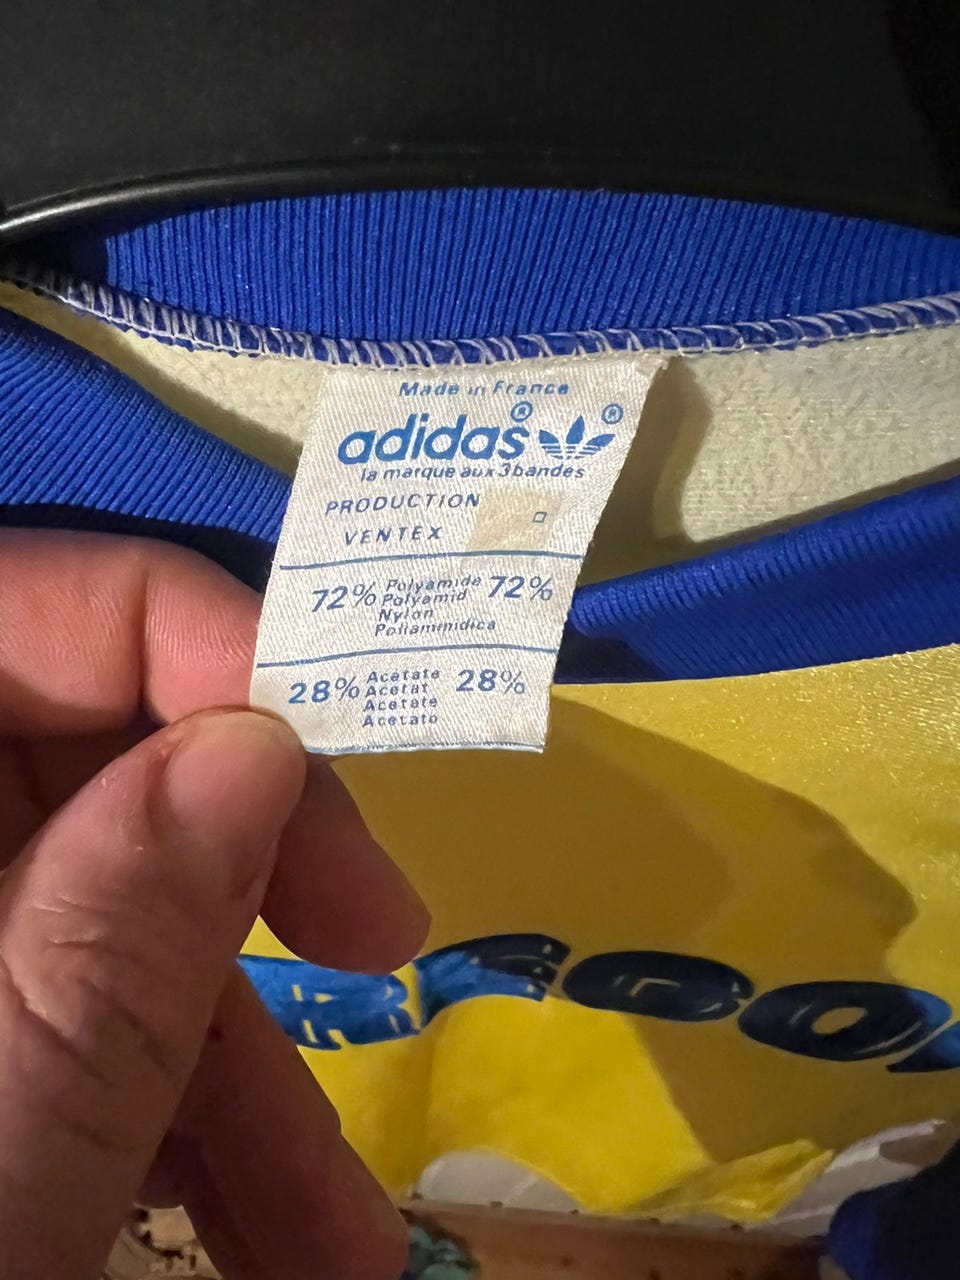 Made in France
adidas® ®
la marque aux 3 bandes
PRODUCTION
VENTEX
72% Polyamide 72%
Polyamid
Nylon
Poliammidica
28% Acétate 28%
Acetat
Acetate
Acetato